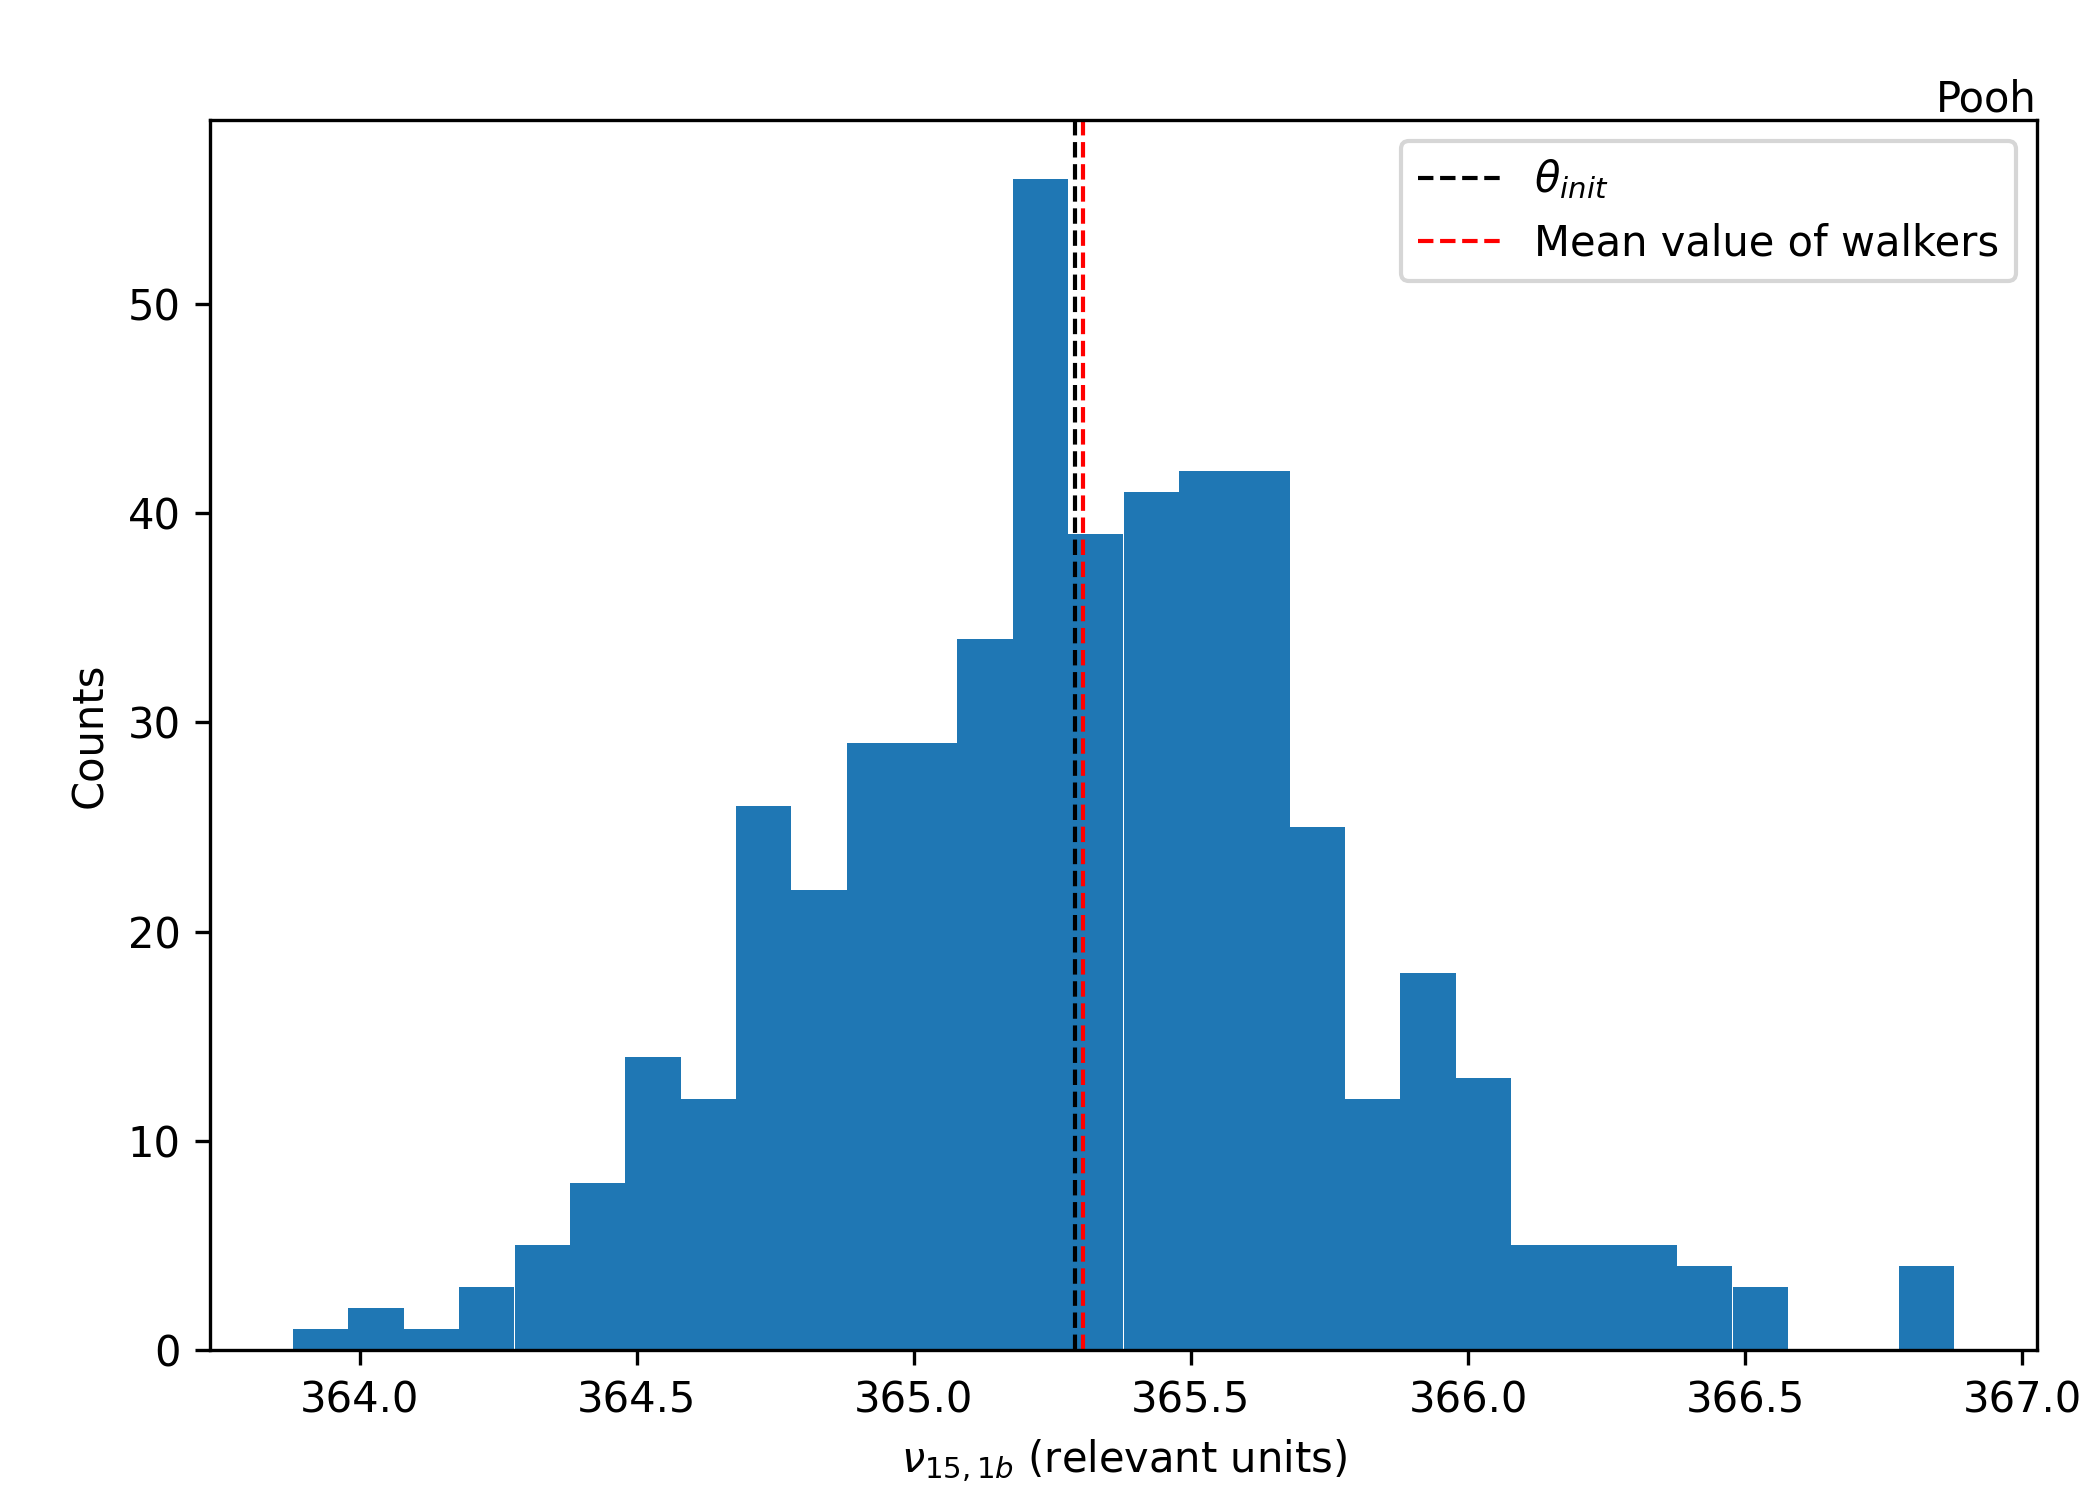 Pooh
θinit
Mean value of walkers
Counts
50
40
30
20
10
0
364.0 364.5 365.0 365.5 366.0 366.5 367.0
ν15,1b (relevant units)